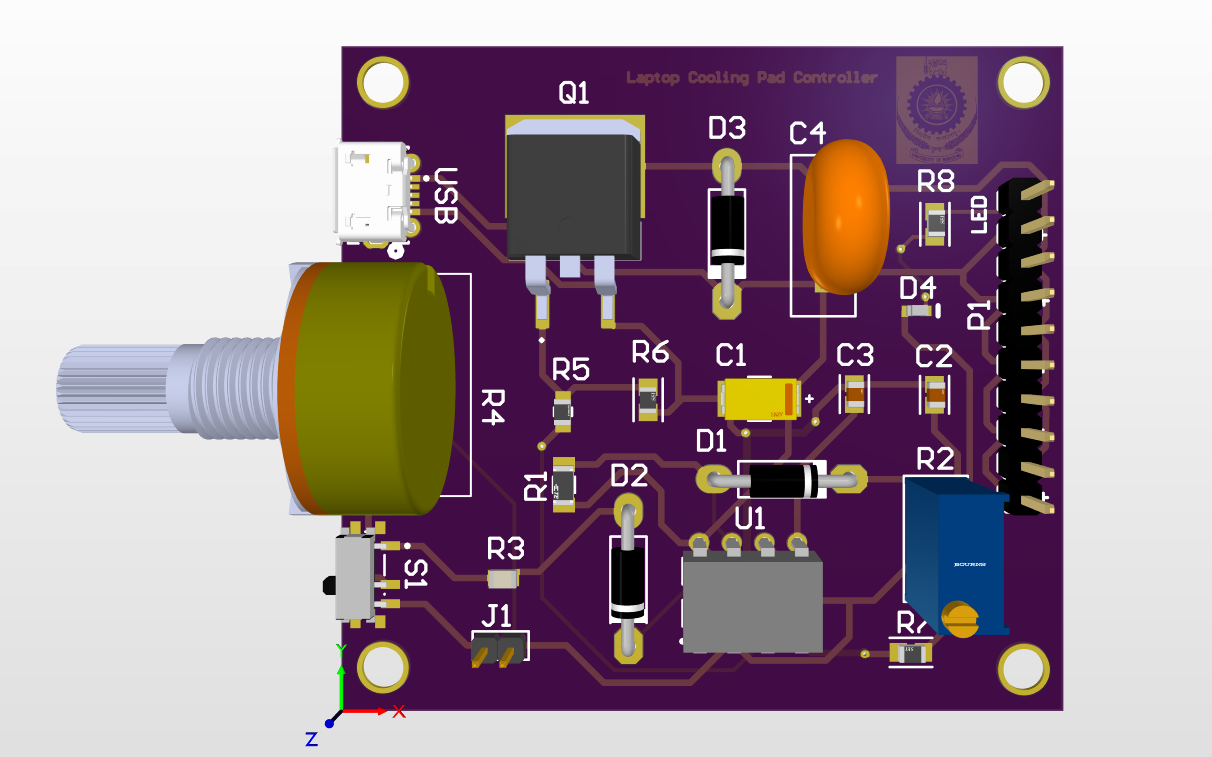 Laptop Cooling Pad Controller
Q1
D3
C4
USB
R8
LED
D4
P1
R5
R6
C1
C3
C2
+
R4
D1
R2
R1
D2
U1
BOURNS
R3
S1
J1
R7
Y
X
Z